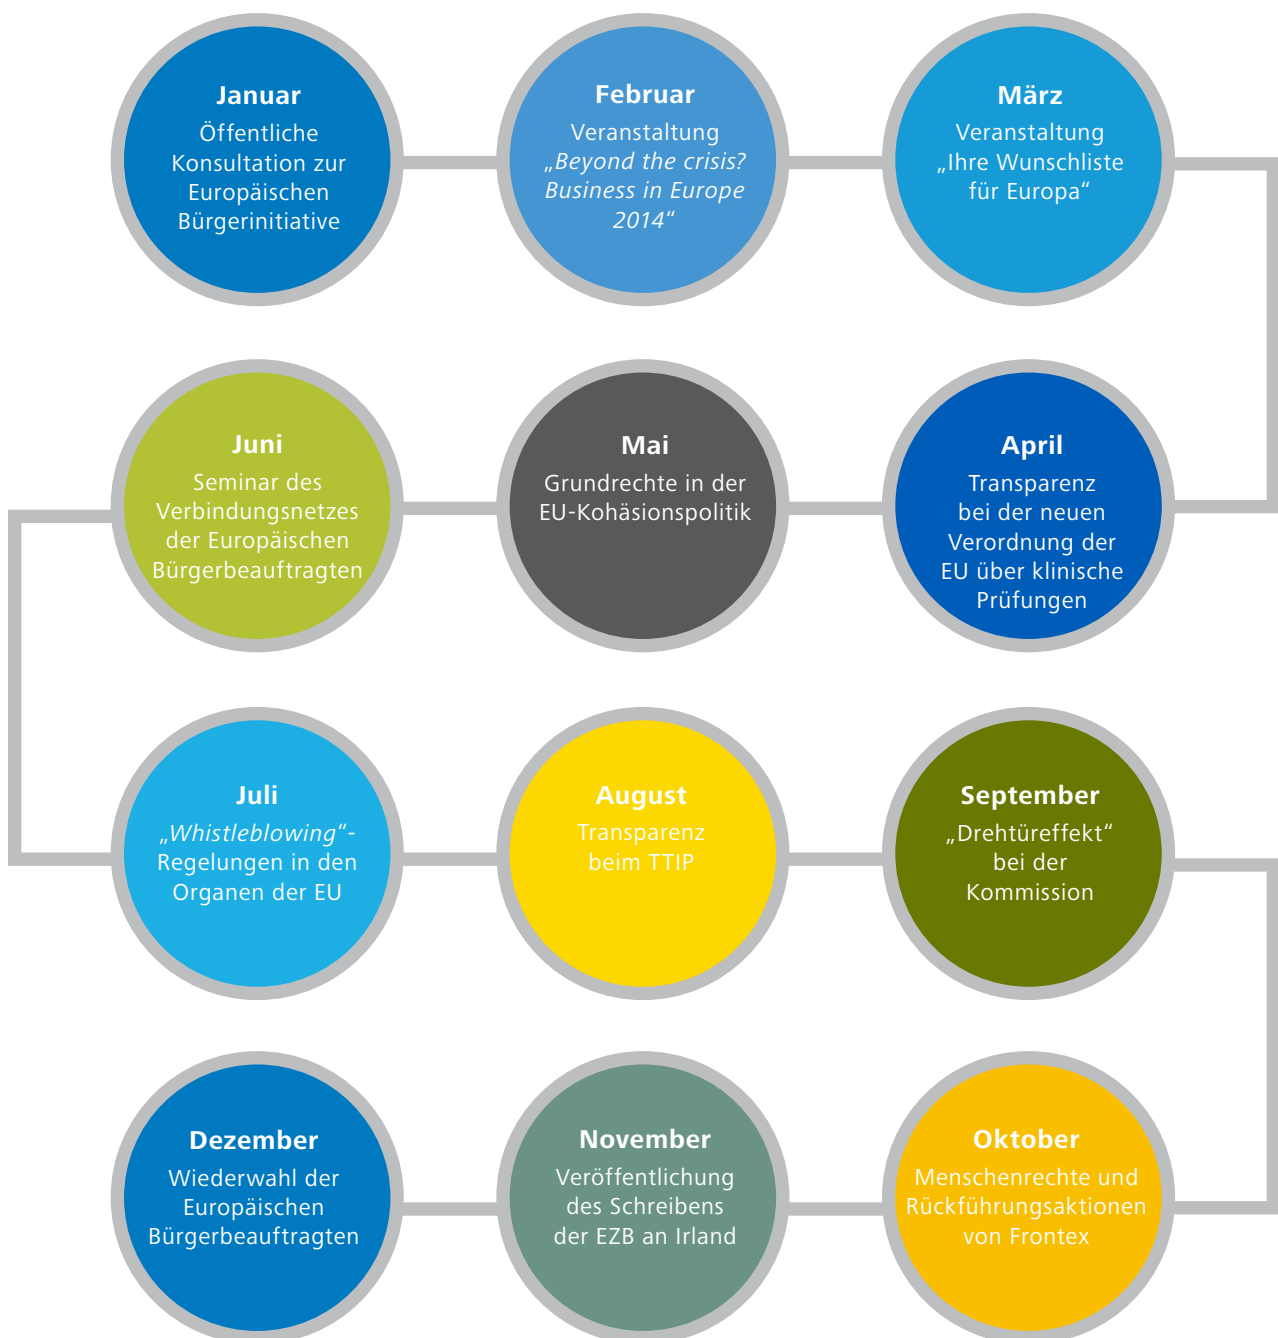 Januar
Öffentliche
Konsultation zur
Europäischen
Bürgerinitiative
Februar
Veranstaltung
„Beyond the crisis?
Business in Europe
2014“
März
Veranstaltung
„Ihre Wunschliste
für Europa“
April
Transparenz
bei der neuen
Verordnung der
EU über klinische
Prüfungen
Mai
Grundrechte in der
EU-Kohäsionspolitik
Juni
Seminar des
Verbindungsnetzes
der Europäischen
Bürgerbeauftragten
Juli
„Whistleblowing“-
Regelungen in den
Organen der EU
August
Transparenz
beim TTIP
September
„Drehtüreffekt“
bei der
Kommission
Oktober
Menschenrechte und
Rückführungsaktionen
von Frontex
November
Veröffentlichung
des Schreibens
der EZB an Irland
Dezember
Wiederwahl der
Europäischen
Bürgerbeauftragten